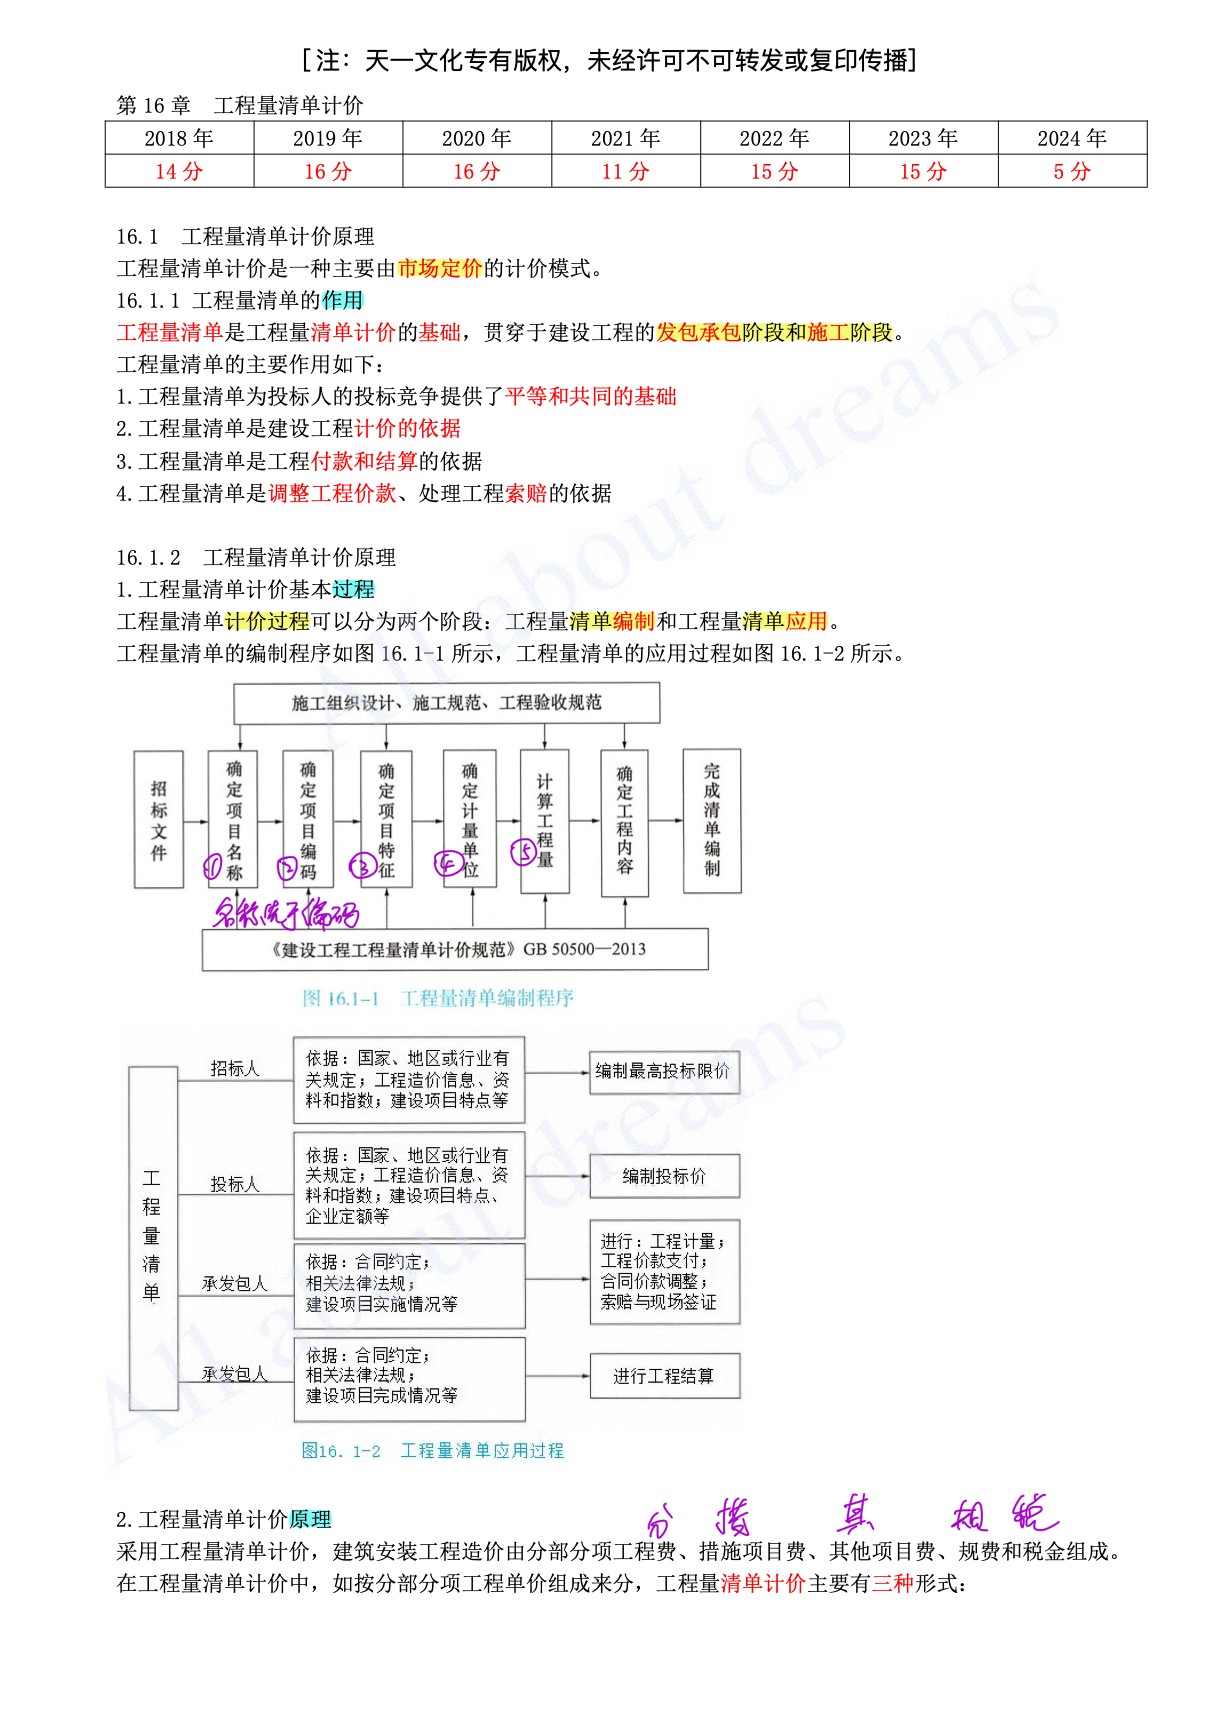 [注：天一文化专有版权，未经许可不可转发或复印传播]
第 16 章　工程量清单计价
2018 年 2019 年 2020 年 2021 年 2022 年 2023 年 2024 年
14 分 16 分 16 分 11 分 15 分 15 分 5 分
16.1　工程量清单计价原理
工程量清单计价是一种主要由市场定价的计价模式。
16.1.1 工程量清单的作用
工程量清单是工程量清单计价的基础，贯穿于建设工程的发包承包阶段和施工阶段。
工程量清单的主要作用如下：
1.工程量清单为投标人的投标竞争提供了平等和共同的基础
2.工程量清单是建设工程计价的依据
3.工程量清单是工程付款和结算的依据
4.工程量清单是调整工程价款、处理工程索赔的依据
16.1.2　工程量清单计价原理
1.工程量清单计价基本过程
工程量清单计价过程可以分为两个阶段：工程量清单编制和工程量清单应用。
工程量清单的编制程序如图 16.1-1 所示，工程量清单的应用过程如图 16.1-2 所示。
施工组织设计、施工规范、工程验收规范
招标文件
确定项目名称
①
确定项目编码
②
确定项目特征
③
确定计量单位
④
计算工程量
⑤
确定工程内容
完成清单编制
名称先于编码
《建设工程工程量清单计价规范》GB 50500—2013
图 16.1-1　工程量清单编制程序
工程量清单
招标人
依据：国家、地区或行业有
关规定；工程造价信息、资
料和指数；建设项目特点等
编制最高投标限价
投标人
依据：国家、地区或行业有
关规定；工程造价信息、资
料和指数；建设项目特点、
企业定额等
编制投标价
承发包人
依据：合同约定；
相关法律法规；
建设项目实施情况等
进行：工程计量；
工程价款支付；
合同价款调整；
索赔与现场签证
承发包人
依据：合同约定；
相关法律法规；
建设项目完成情况等
进行工程结算
图16. 1-2　工程量清单应用过程
2.工程量清单计价原理
分 措 其 规 税
采用工程量清单计价，建筑安装工程造价由分部分项工程费、措施项目费、其他项目费、规费和税金组成。
在工程量清单计价中，如按分部分项工程单价组成来分，工程量清单计价主要有三种形式：
All about dreams
All about dreams